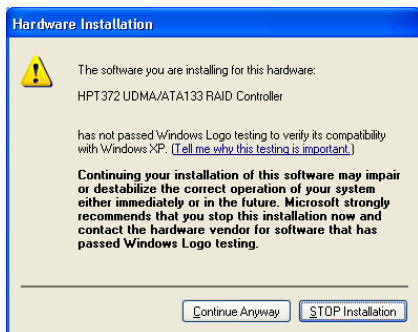 Hardware Installation
The software you are installing for this hardware:
HPT372 UDMA/ATA133 RAID Controller
has not passed Windows Logo testing to verify its compatibility
with Windows XP. (Tell me why this testing is important.)
Continuing your installation of this software may impair
or destabilize the correct operation of your system
either immediately or in the future. Microsoft strongly
recommends that you stop this installation now and
contact the hardware vendor for software that has
passed Windows Logo testing.
Continue Anyway STOP Installation